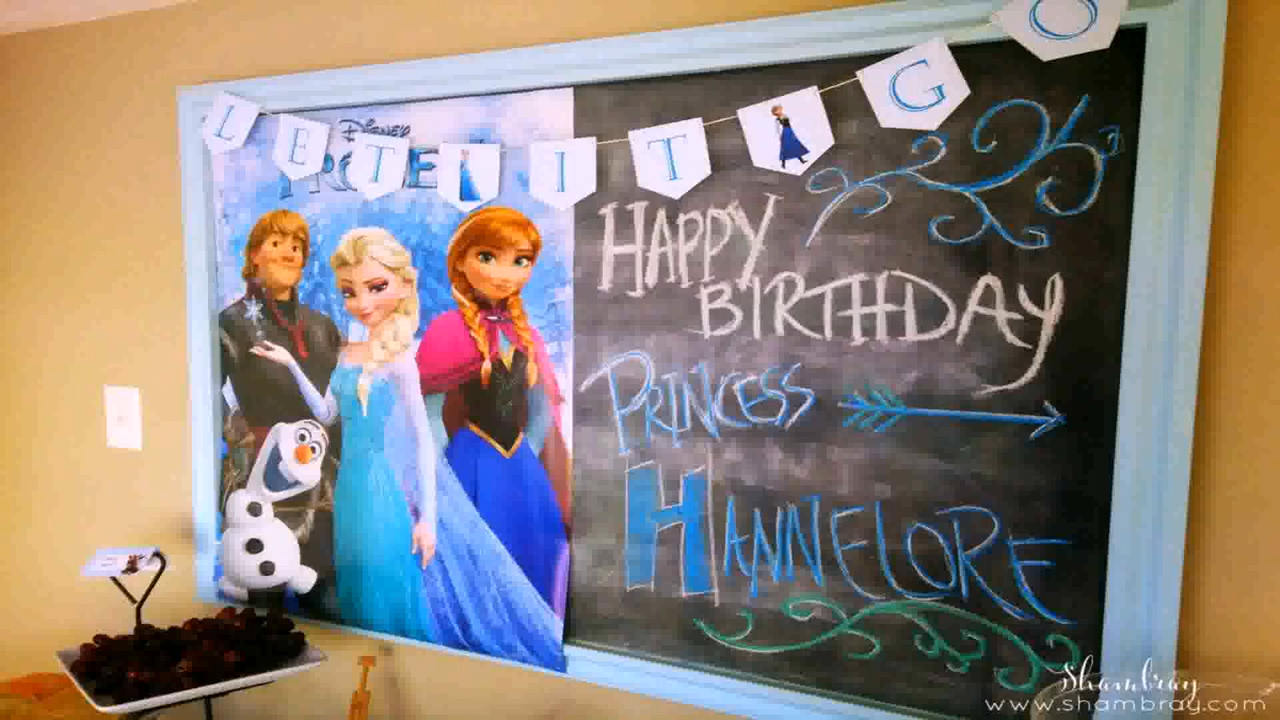 LET IT GO
DISNEY
FROZEN
HAPPY
BIRTHDAY
PRINCESS
HANNELORE
Shambray
www.shambray.com